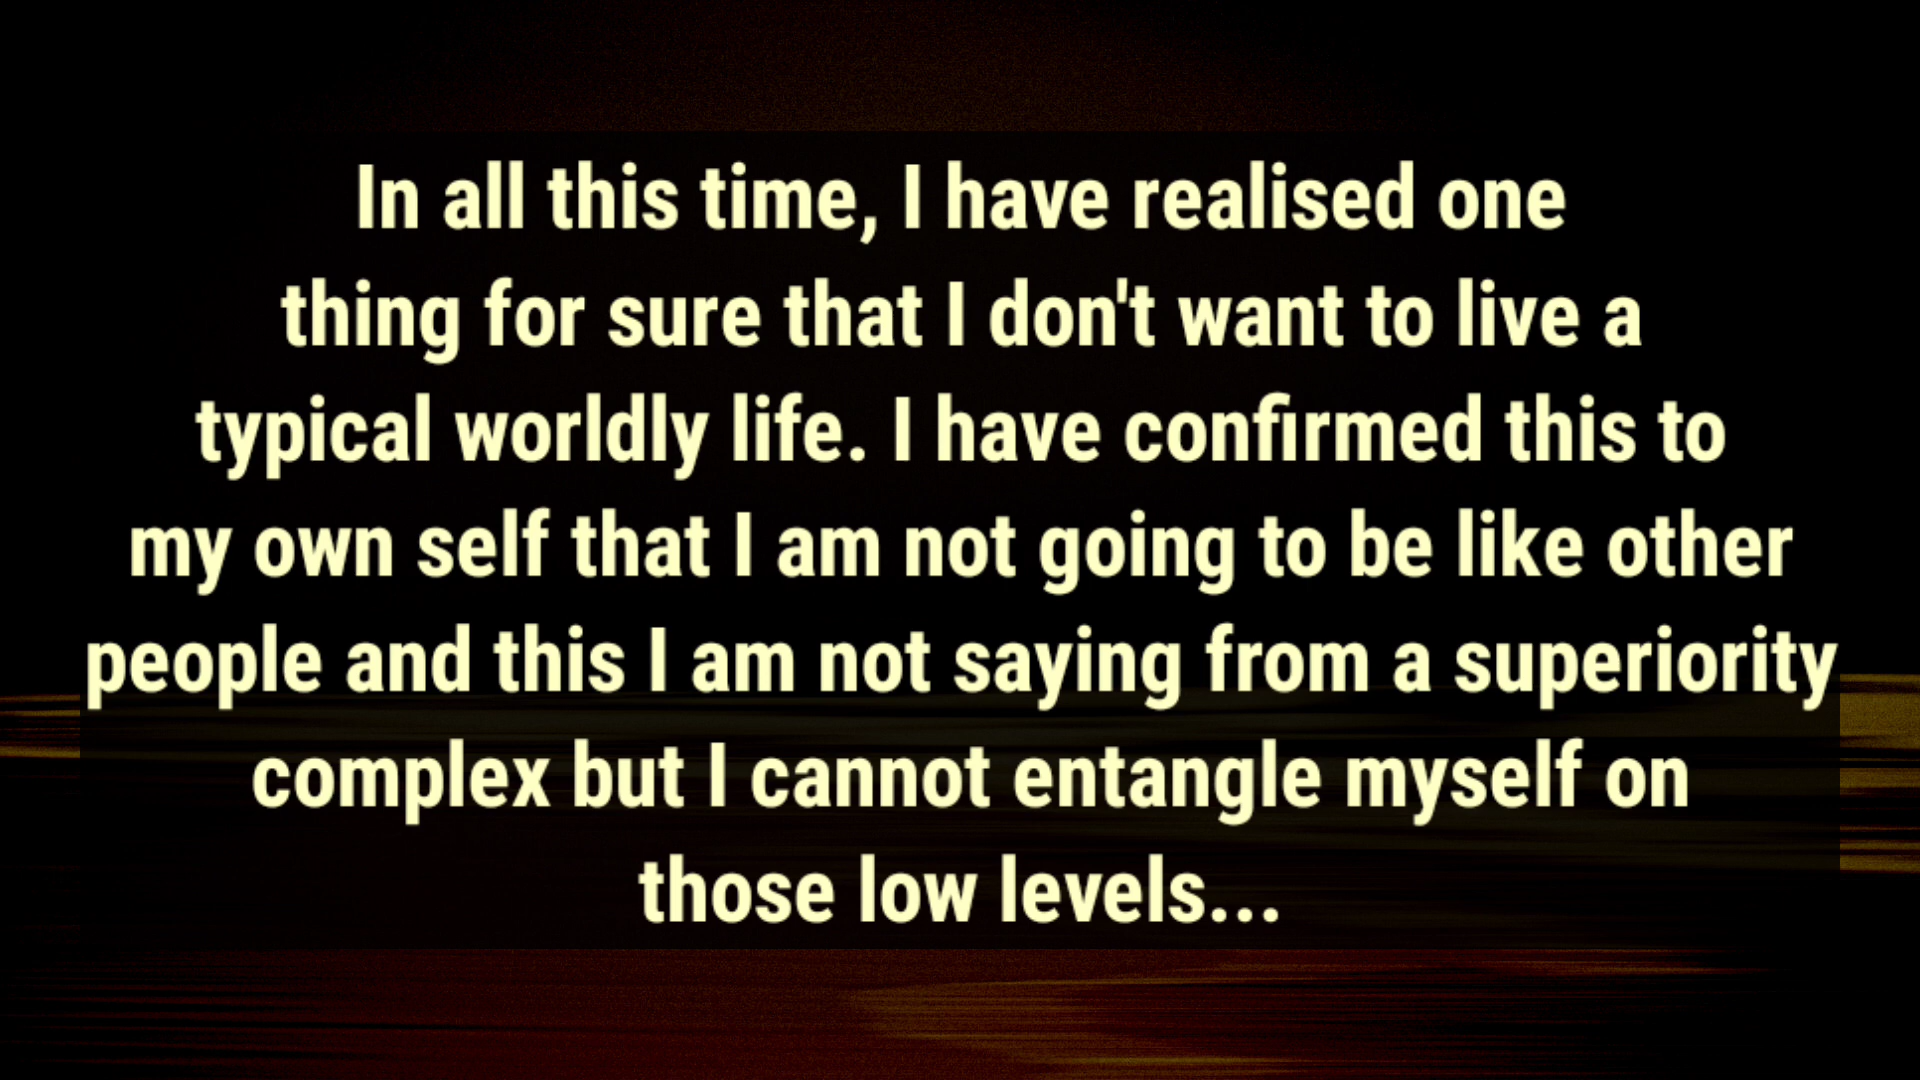 In all this time, I have realised one
thing for sure that I don't want to live a
typical worldly life. I have confirmed this to
my own self that I am not going to be like other
people and this I am not saying from a superiority
complex but I cannot entangle myself on
those low levels...